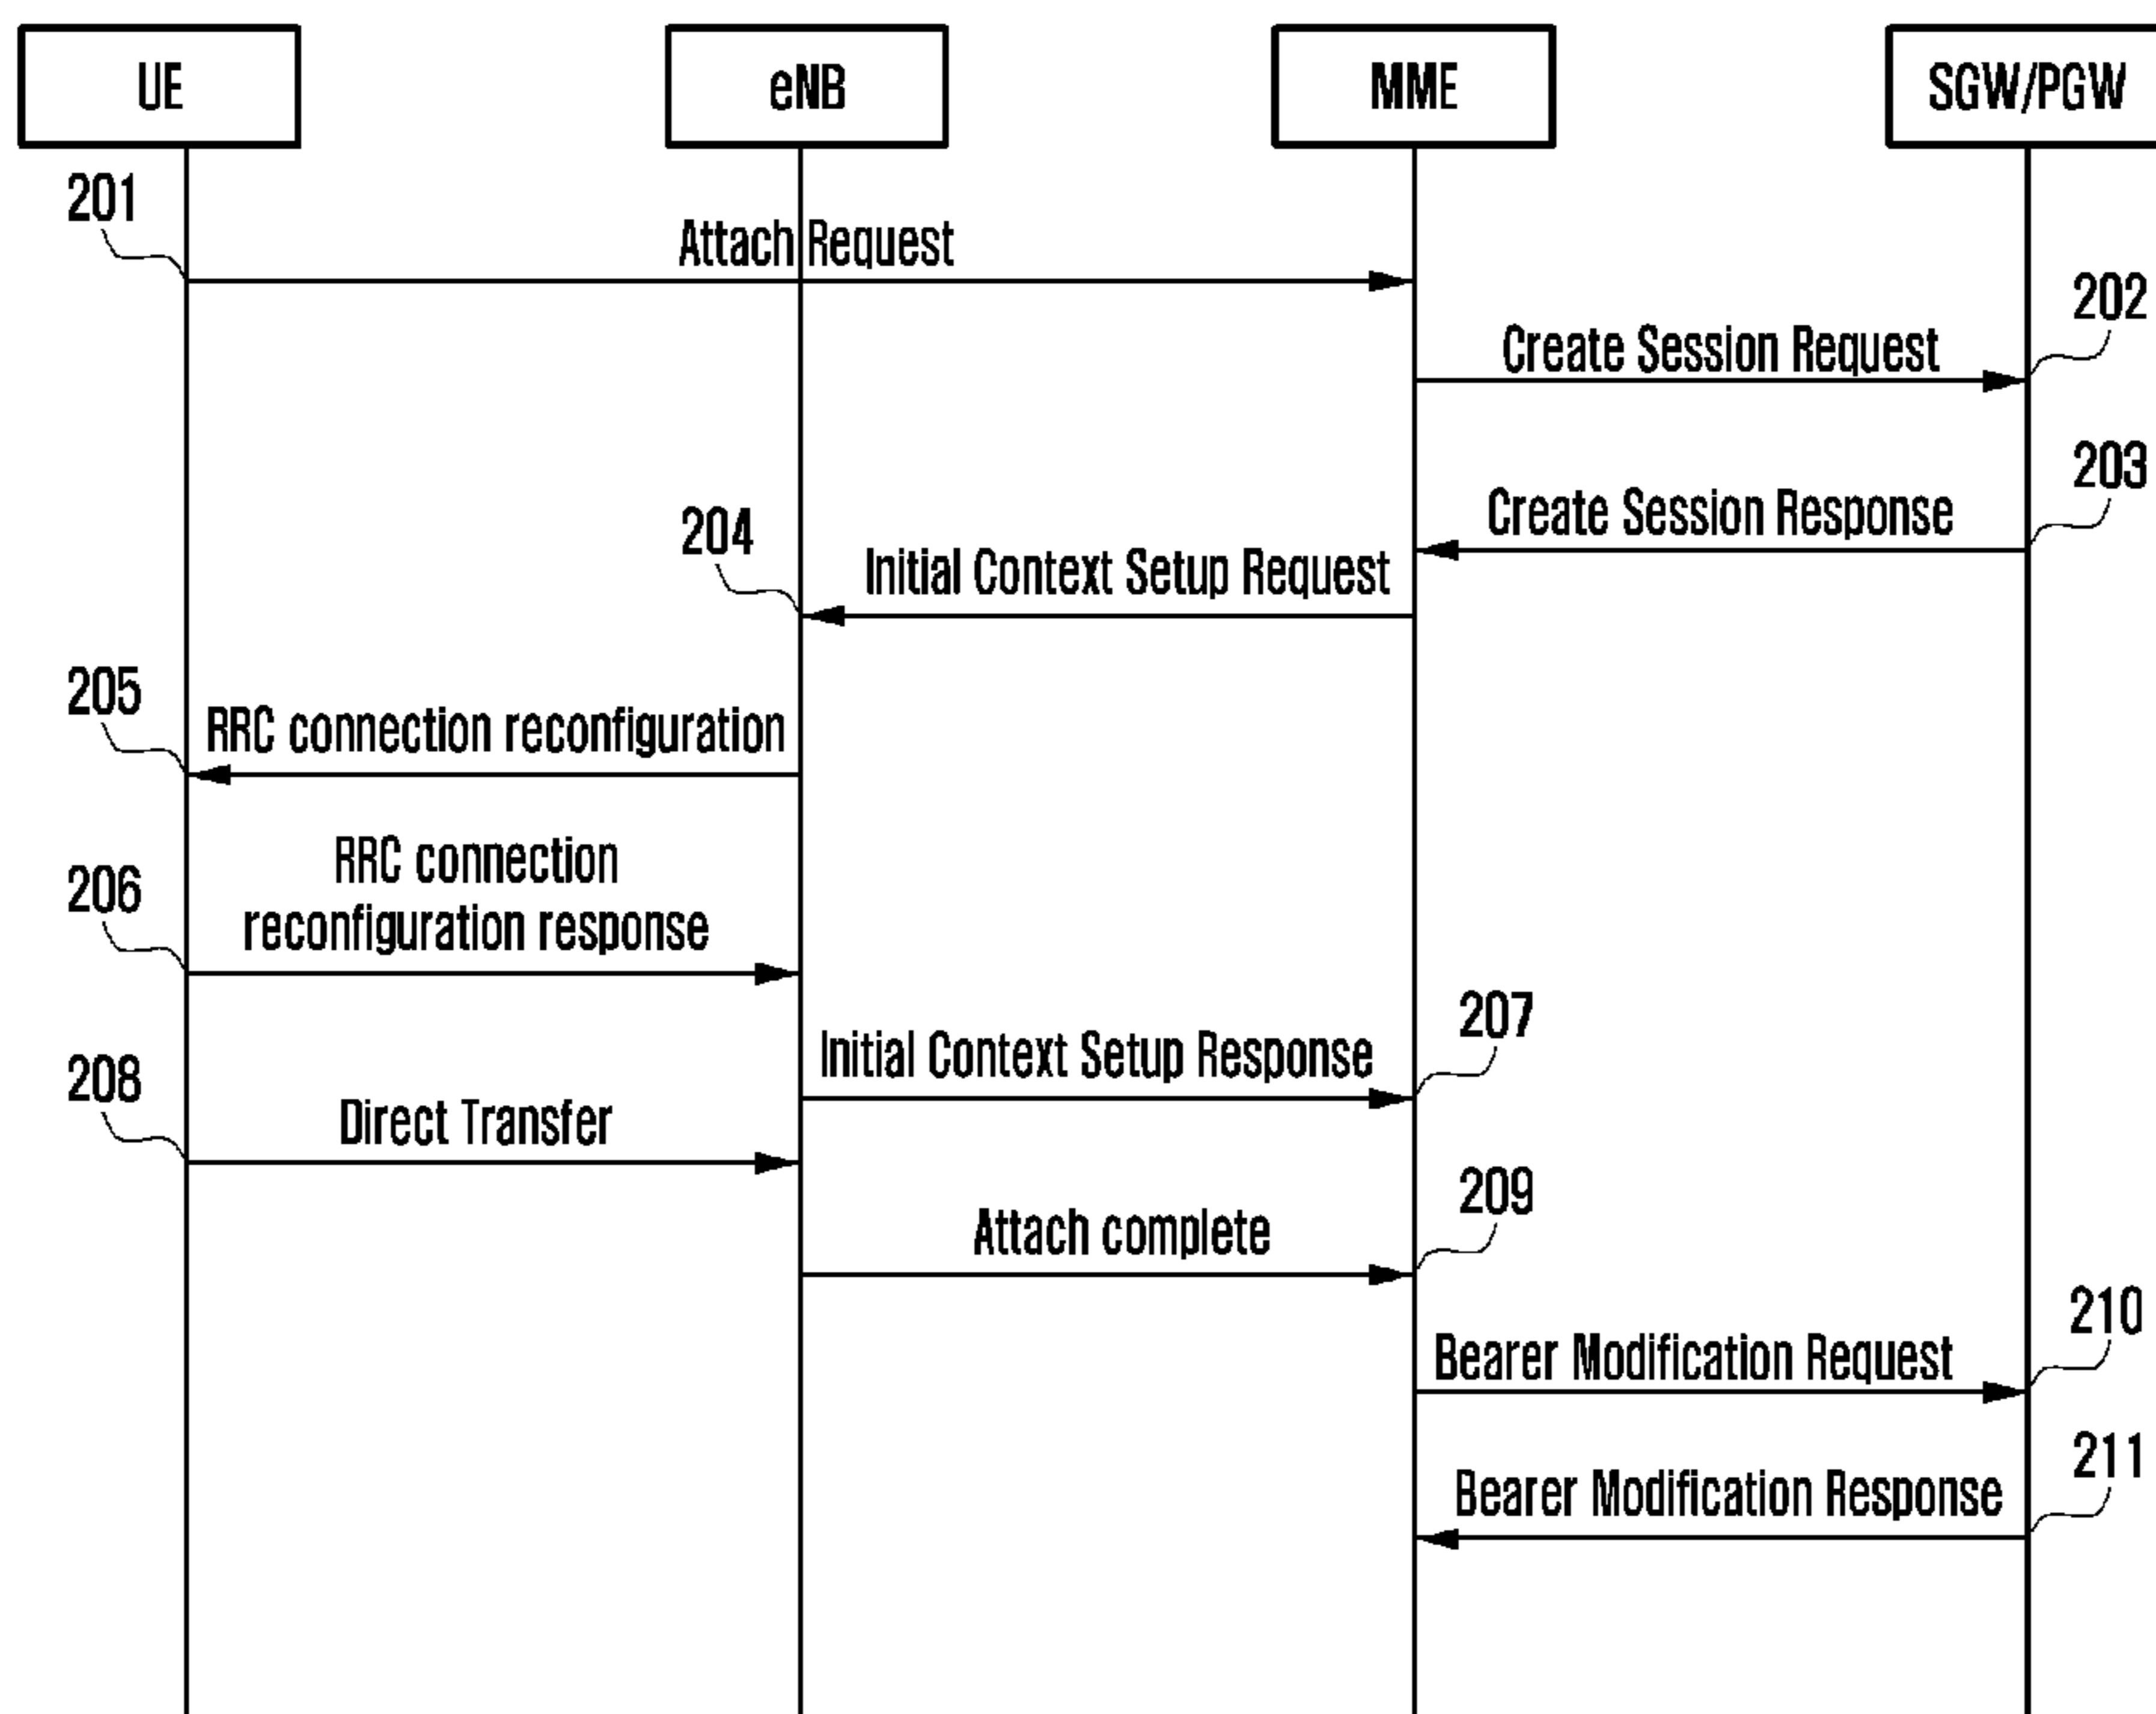 UE
eNB
MME
SGW/PGW
201
Attach Request
202
Create Session Request
203
Create Session Response
204
Initial Context Setup Request
205
RRC connection reconfiguration
206
RRC connection
reconfiguration response
207
Initial Context Setup Response
208
Direct Transfer
209
Attach complete
210
Bearer Modification Request
211
Bearer Modification Response